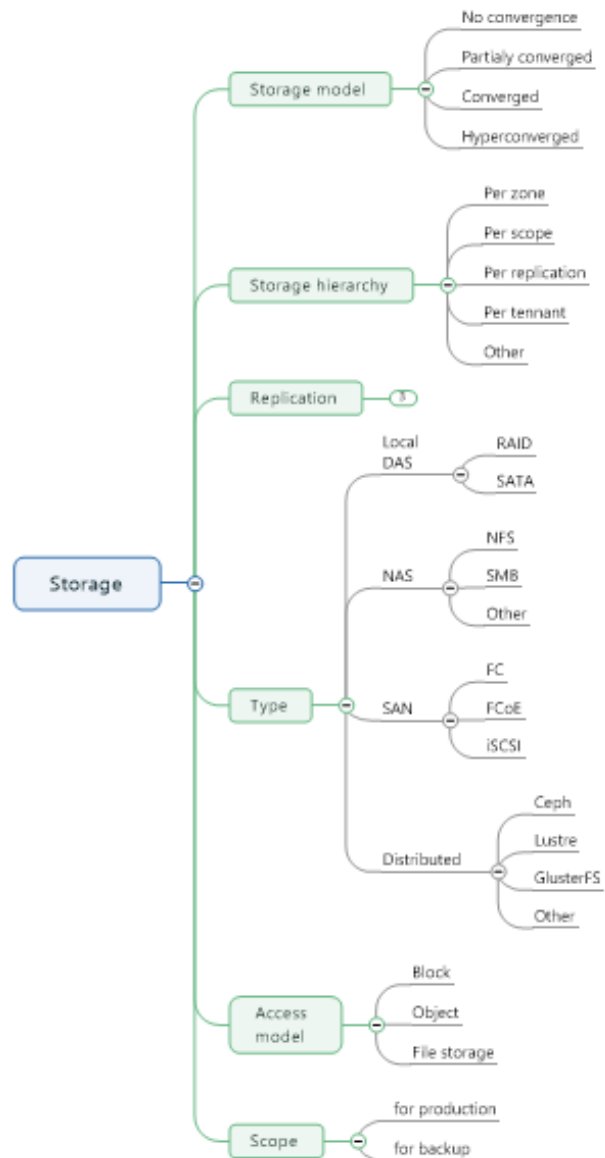 No convergence
Partialy converged
Storage model
Converged
Hyperconverged
Per zone
Per scope
Storage hierarchy
Per replication
Per tennant
Other
Replication
3
Local
DAS
RAID
SATA
NFS
Storage
NAS
SMB
Other
Type
SAN
FC
FCoE
iSCSI
Distributed
Ceph
Lustre
GlusterFS
Other
Access
model
Block
Object
File storage
Scope
for production
for backup